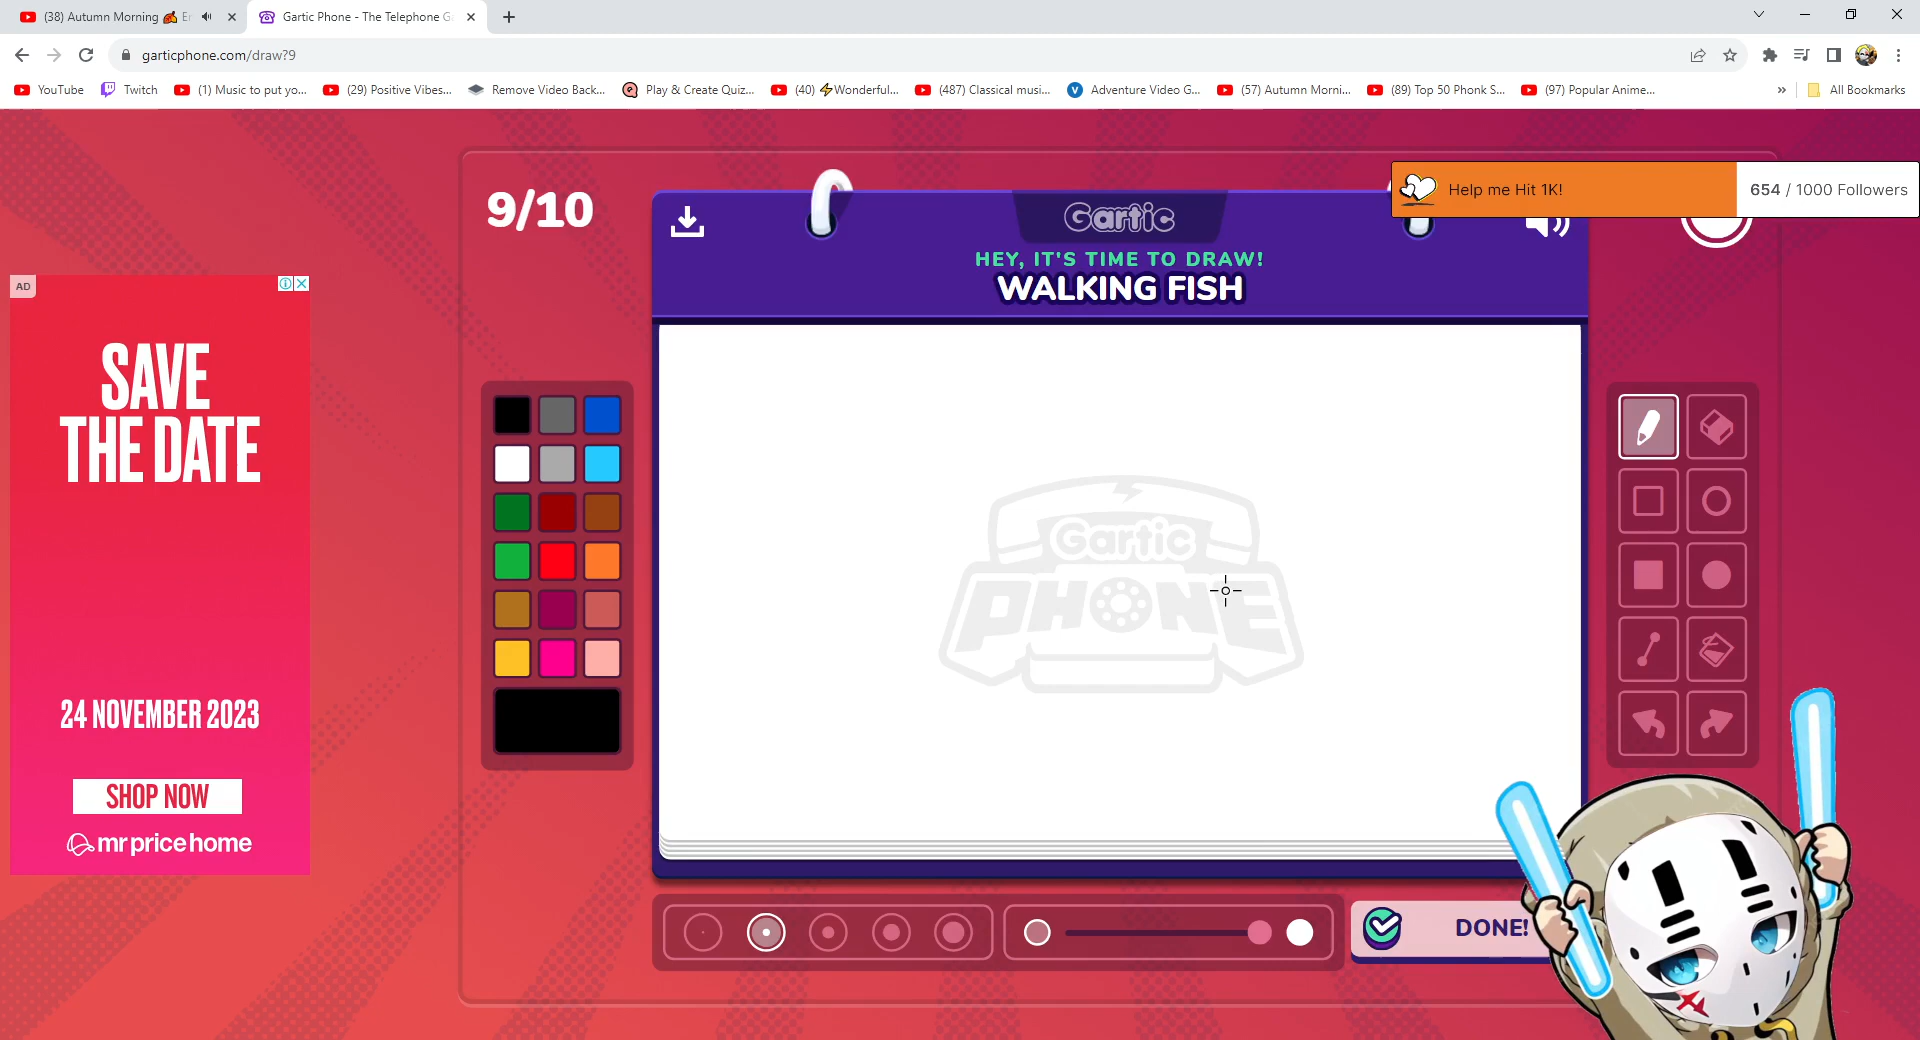 (38) Autumn Morning 🍂 Er
Gartic Phone - The Telephone G
garticphone.com/draw?9
YouTube
Twitch
(1) Music to put yo...
(29) Positive Vibes...
Remove Video Back...
Play & Create Quiz...
(40) ⚡Wonderful...
(487) Classical musi...
Adventure Video G...
(57) Autumn Morni...
(89) Top 50 Phonk S...
(97) Popular Anime...
» All Bookmarks
9/10
Gartic
Help me Hit 1K!
654 / 1000 Followers
HEY, IT'S TIME TO DRAW!
WALKING FISH
AD
SAVE
THE DATE
24 NOVEMBER 2023
SHOP NOW
mr price home
Gartic
PHONE
DONE!